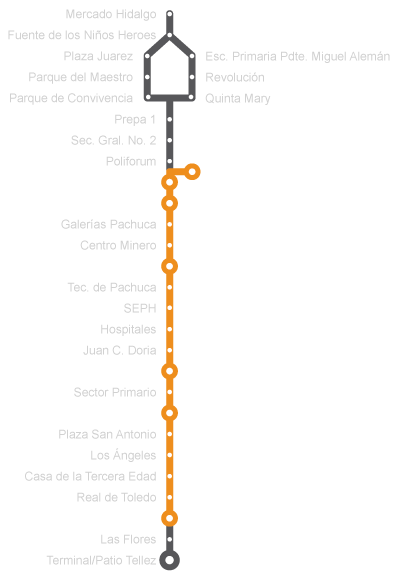 Mercado Hidalgo
Fuente de los Niños Heroes
Plaza Juarez
Esc. Primaria Pdte. Miguel Alemán
Parque del Maestro
Revolución
Parque de Convivencia
Quinta Mary
Prepa 1
Sec. Gral. No. 2
Poliforum
Galerías Pachuca
Centro Minero
Tec. de Pachuca
SEPH
Hospitales
Juan C. Doria
Sector Primario
Plaza San Antonio
Los Ángeles
Casa de la Tercera Edad
Real de Toledo
Las Flores
Terminal/Patio Tellez